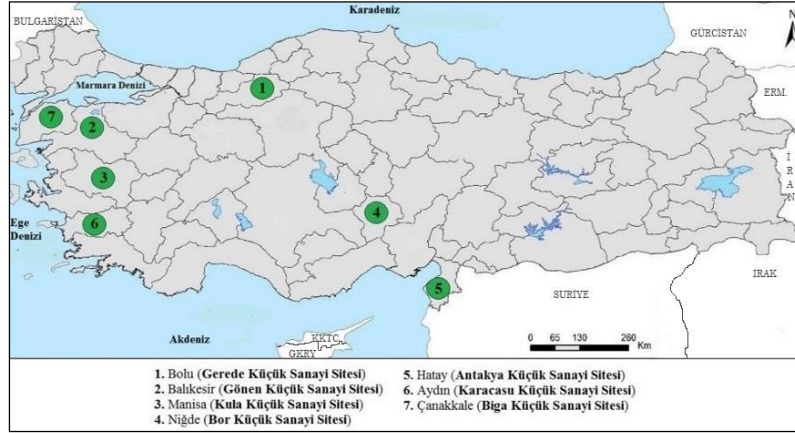 Karadeniz
BULGARİSTAN
GÜRCİSTAN
N
Marmara Denizi
ERM.
İRAN
1
7
2
3
4
6
5
Ege
Denizi
IRAK
SURİYE
Akdeniz
KKTC
GKRY
0 65 130 260
Km
1. Bolu (Gerede Küçük Sanayi Sitesi)
2. Balıkesir (Gönen Küçük Sanayi Sitesi)
3. Manisa (Kula Küçük Sanayi Sitesi)
4. Niğde (Bor Küçük Sanayi Sitesi)
5. Hatay (Antakya Küçük Sanayi Sitesi)
6. Aydın (Karacasu Küçük Sanayi Sitesi)
7. Çanakkale (Biga Küçük Sanayi Sitesi)